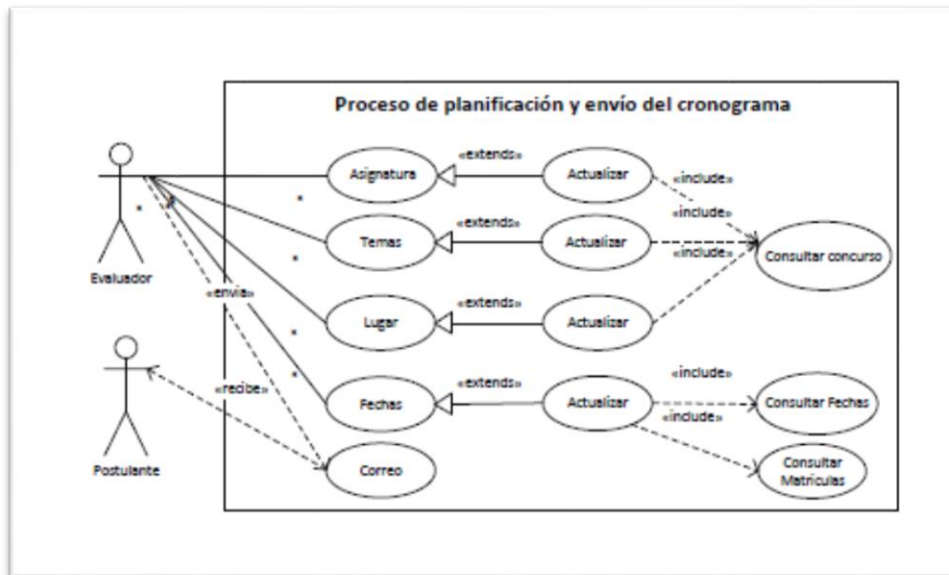 Proceso de planificación y envío del cronograma
Asignatura
«extends»
Actualizar
«include»
*
«include»
Temas
«extends»
Actualizar
«include»
Consultar concurso
*
*
Evaluador
«envia»
Lugar
«extends»
Actualizar
*
*
«recibe»
Fechas
«extends»
Actualizar
«include»
Consultar Fechas
«include»
Postulante
Correo
Consultar
Matrículas